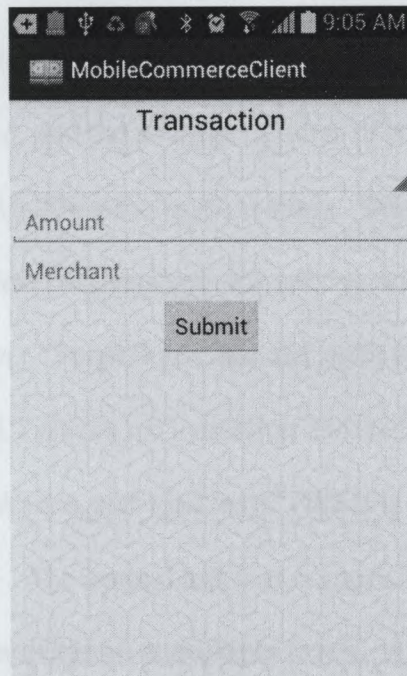 9:05 AM
MobileCommerceClient
Transaction
Amount
Merchant
Submit